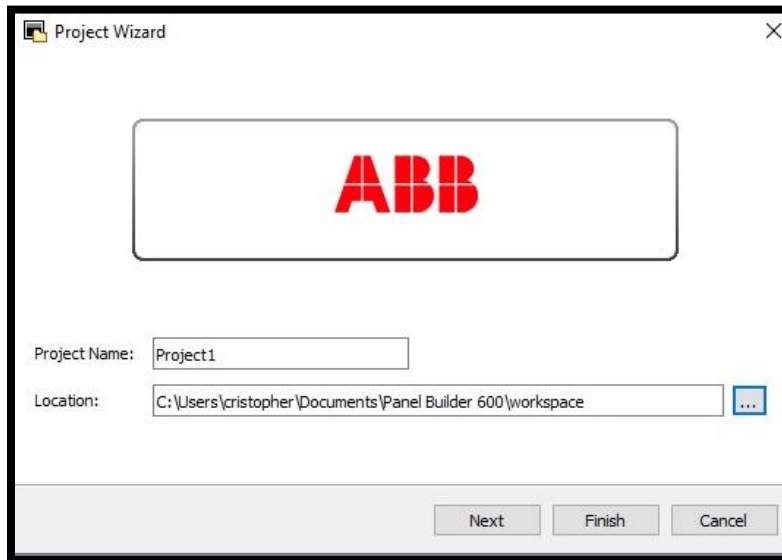 Project Wizard
ABB
Project Name: Project1
Location: C:\Users\cristopher\Documents\Panel Builder 600\workspace ...
Next Finish Cancel